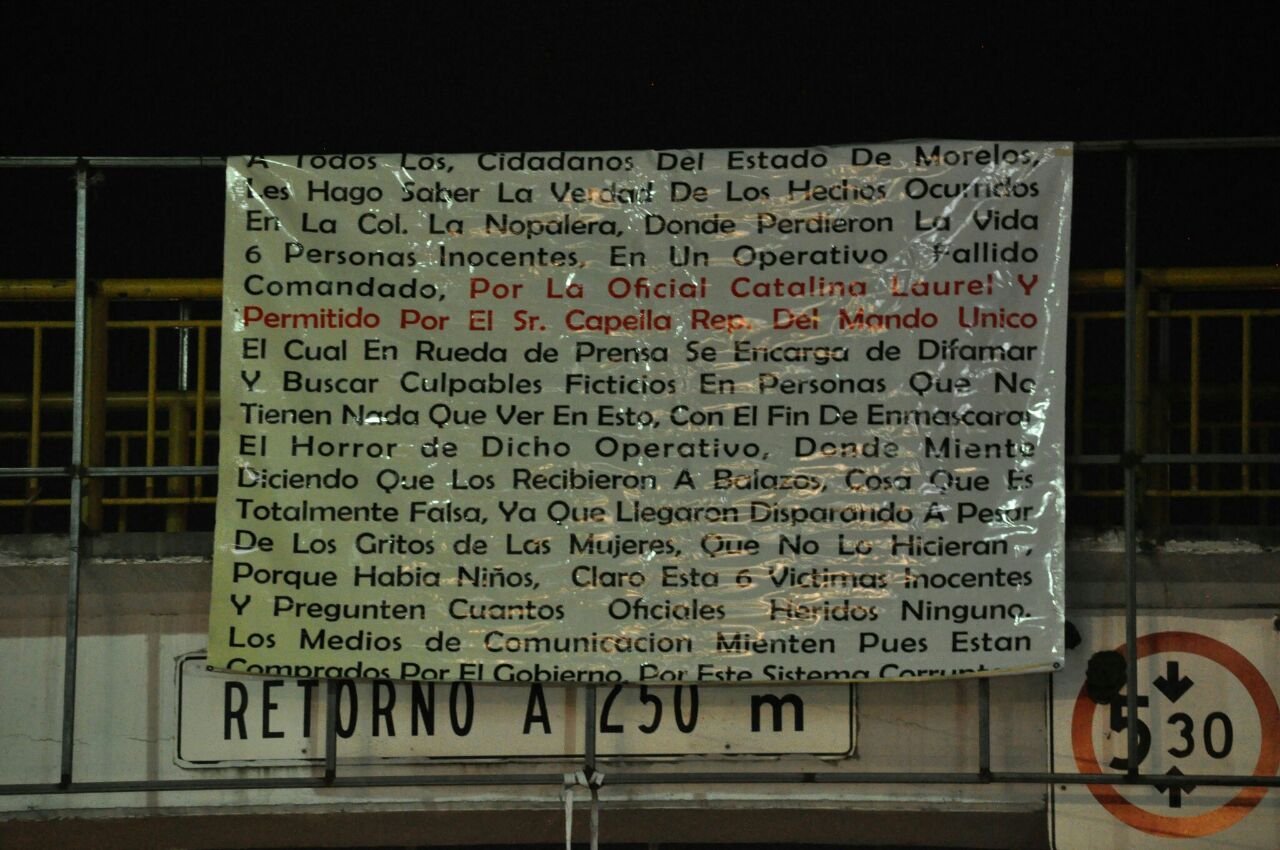 A Todos Los, Cidadanos Del Estado De Morelos,
Les Hago Saber La Verdad De Los Hechos Ocurridos
En La Col. La Nopalera, Donde Perdieron La Vida
6 Personas Inocentes, En Un Operativo Fallido
Comandado, Por La Oficial Catalina Laurel Y
Permitido Por El Sr. Capella Rep. Del Mando Unico
El Cual En Rueda de Prensa Se Encarga de Difamar
Y Buscar Culpables Ficticios En Personas Que No
Tienen Nada Que Ver En Esto, Con El Fin De Enmascarar
El Horror de Dicho Operativo, Donde Miente
Diciendo Que Los Recibieron A Balazos, Cosa Que Es
Totalmente Falsa, Ya Que Llegaron Disparando A Pesar
De Los Gritos de Las Mujeres, Que No Lo Hicieran ,
Porque Habia Niños, Claro Esta 6 Victimas Inocentes
Y Pregunten Cuantos Oficiales Heridos Ninguno.
Los Medios de Comunicacion Mienten Pues Estan
Comprados Por El Gobierno, Por Este Sistema
RETORNO A 250 m
5 30